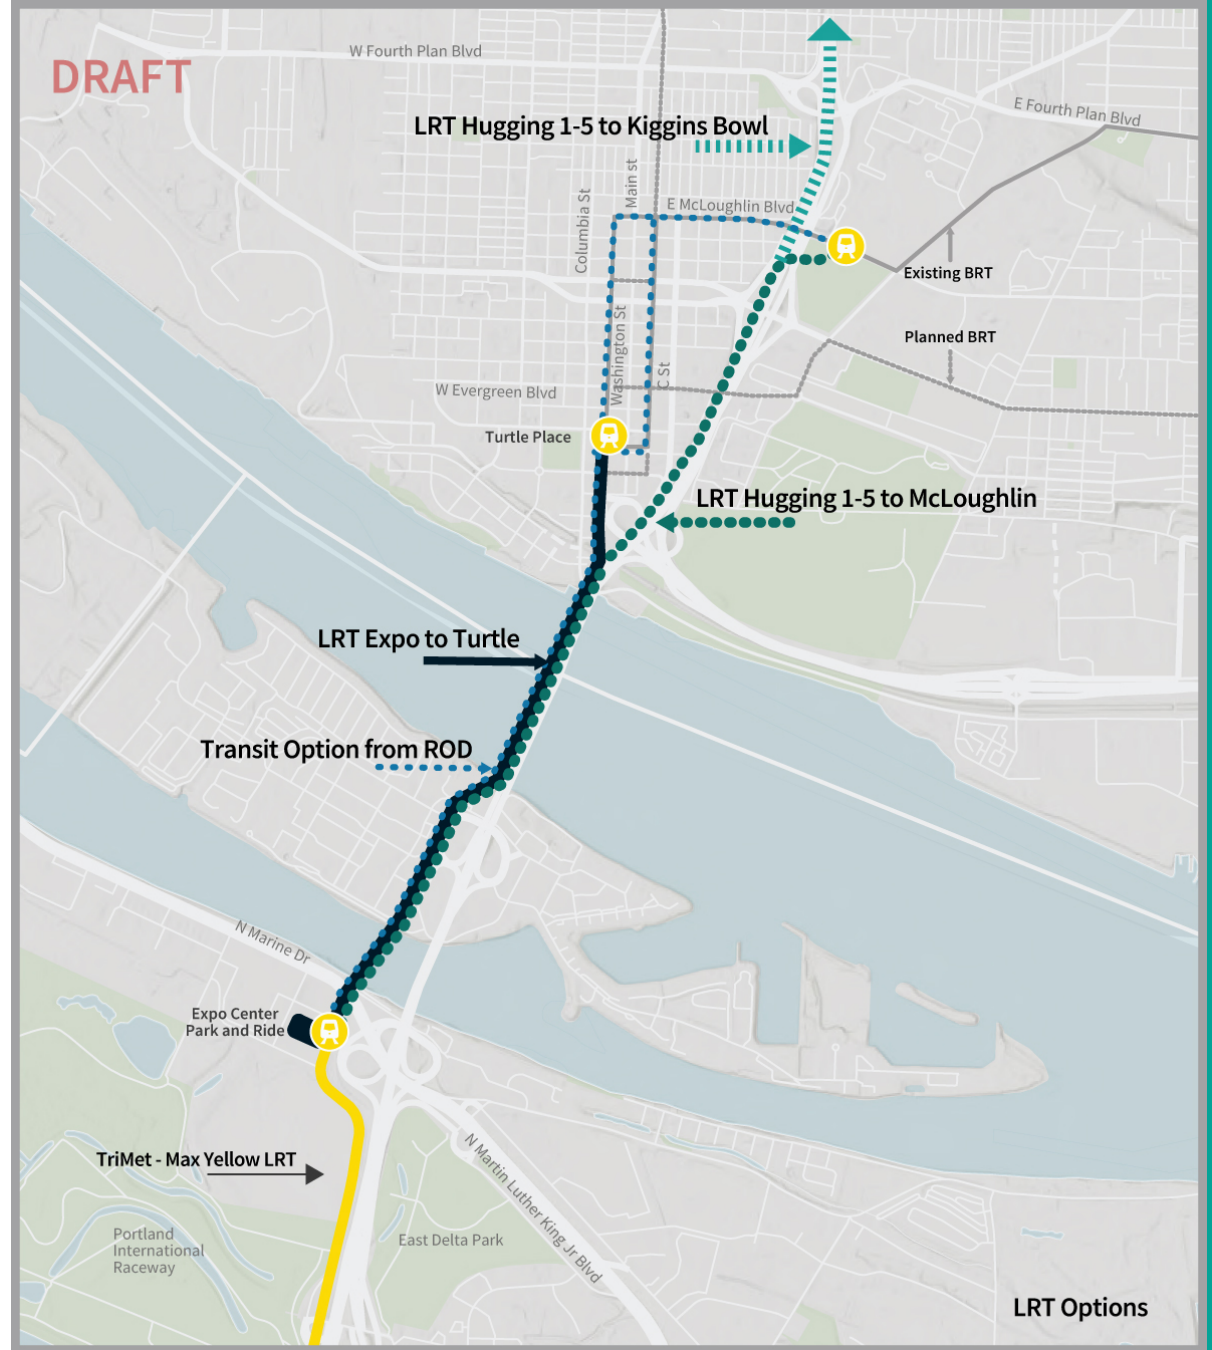 W Fourth Plan Blvd
DRAFT
E Fourth Plan Blvd
LRT Hugging 1-5 to Kiggins Bowl
Main st
Columbia St
E McLoughlin Blvd
Existing BRT
Washington St
Planned BRT
C St
W Evergreen Blvd
Turtle Place
LRT Hugging 1-5 to McLoughlin
LRT Expo to Turtle
Transit Option from ROD
N Marine Dr
Expo Center
Park and Ride
N Martin Luther King Jr Blvd
TriMet - Max Yellow LRT
Portland
International
Raceway
East Delta Park
LRT Options